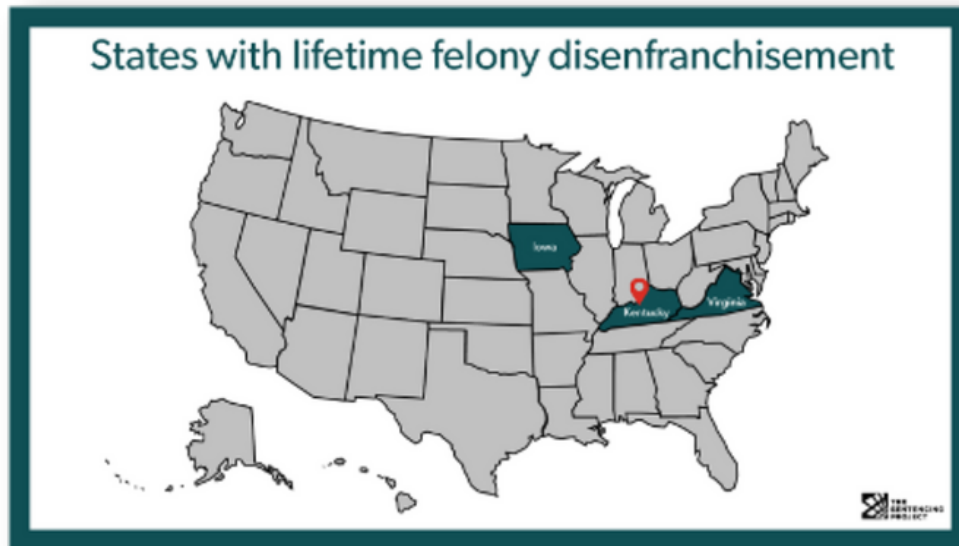 States with lifetime felony disenfranchisement
Iowa
Kentucky
Virginia
THE
SENTENCING
PROJECT